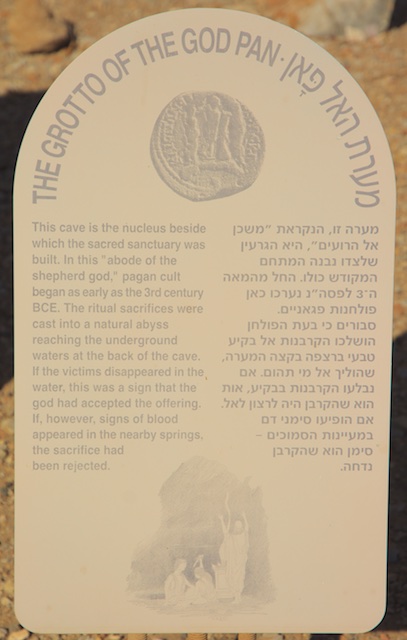 THE GROTTO OF THE GOD PAN · מערת האל פָּאן
This cave is the nucleus beside
which the sacred sanctuary was
built. In this "abode of the
shepherd god," pagan cult
began as early as the 3rd century
BCE. The ritual sacrifices were
cast into a natural abyss
reaching the underground
waters at the back of the cave.
If the victims disappeared in the
water, this was a sign that the
god had accepted the offering.
If, however, signs of blood
appeared in the nearby springs,
the sacrifice had
been rejected.
מערה זו, הנקראת "משכן
אל הרועים", היא הגרעין
שלצדו נבנה המתחם
המקודש כולו. החל מהמאה
ה־3 לפסה"נ נערכו כאן
פולחנות פגאניים.
סבורים כי בעת הפולחן
הושלכו הקרבנות אל בקיע
טבעי ברצפה בקצה המערה,
שהוליך אל מי תהום. אם
נבלעו הקרבנות בבקיע, אות
הוא שהקרבן היה לרצון לאל.
אם הופיעו סימני דם
במעיינות הסמוכים –
סימן הוא שהקרבן
נדחה.